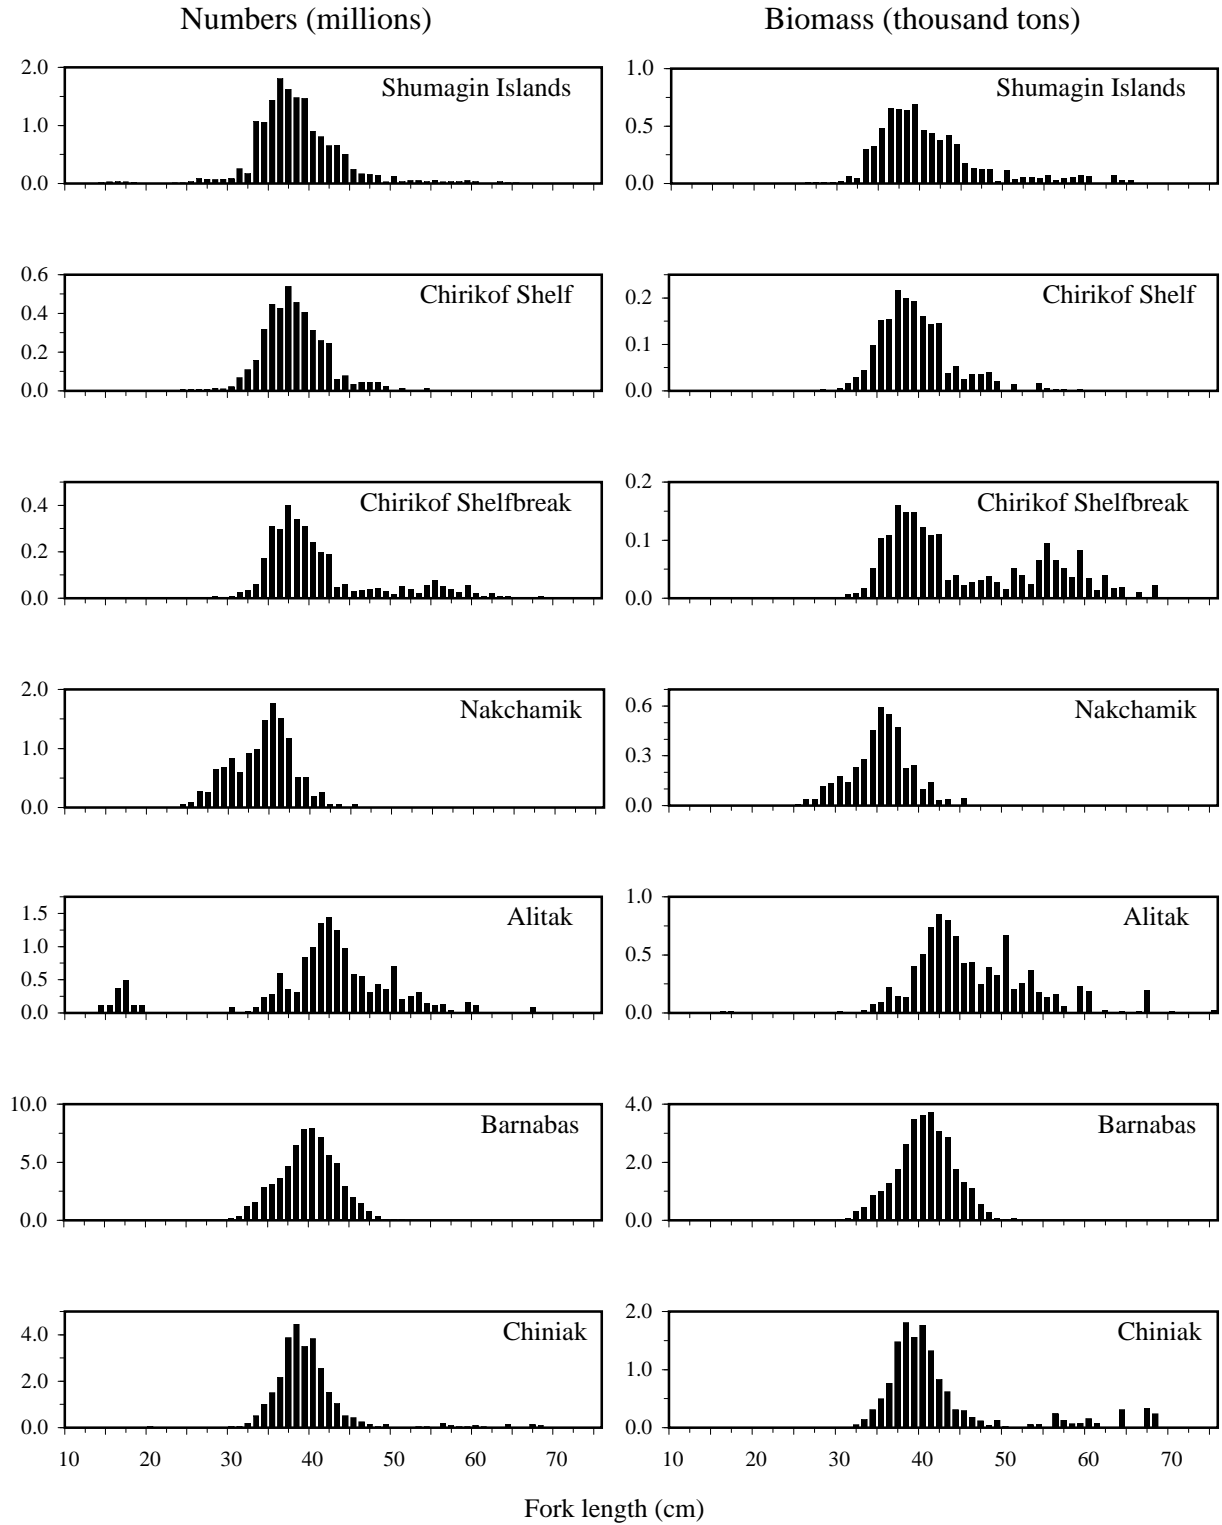 Numbers (millions) Biomass (thousand tons)
2.0
1.0
0.0
Shumagin Islands
1.0
0.5
0.0
Shumagin Islands
0.6
0.4
0.2
0.0
Chirikof Shelf
0.2
0.1
0.0
Chirikof Shelf
0.4
0.2
0.0
Chirikof Shelfbreak
0.2
0.1
0.0
Chirikof Shelfbreak
2.0
1.0
0.0
Nakchamik
0.6
0.3
0.0
Nakchamik
1.5
1.0
0.5
0.0
Alitak
1.0
0.5
0.0
Alitak
10.0
5.0
0.0
Barnabas
4.0
2.0
0.0
Barnabas
4.0
2.0
0.0
Chiniak
2.0
1.0
0.0
Chiniak
10 20 30 40 50 60 70 10 20 30 40 50 60 70
Fork length (cm)